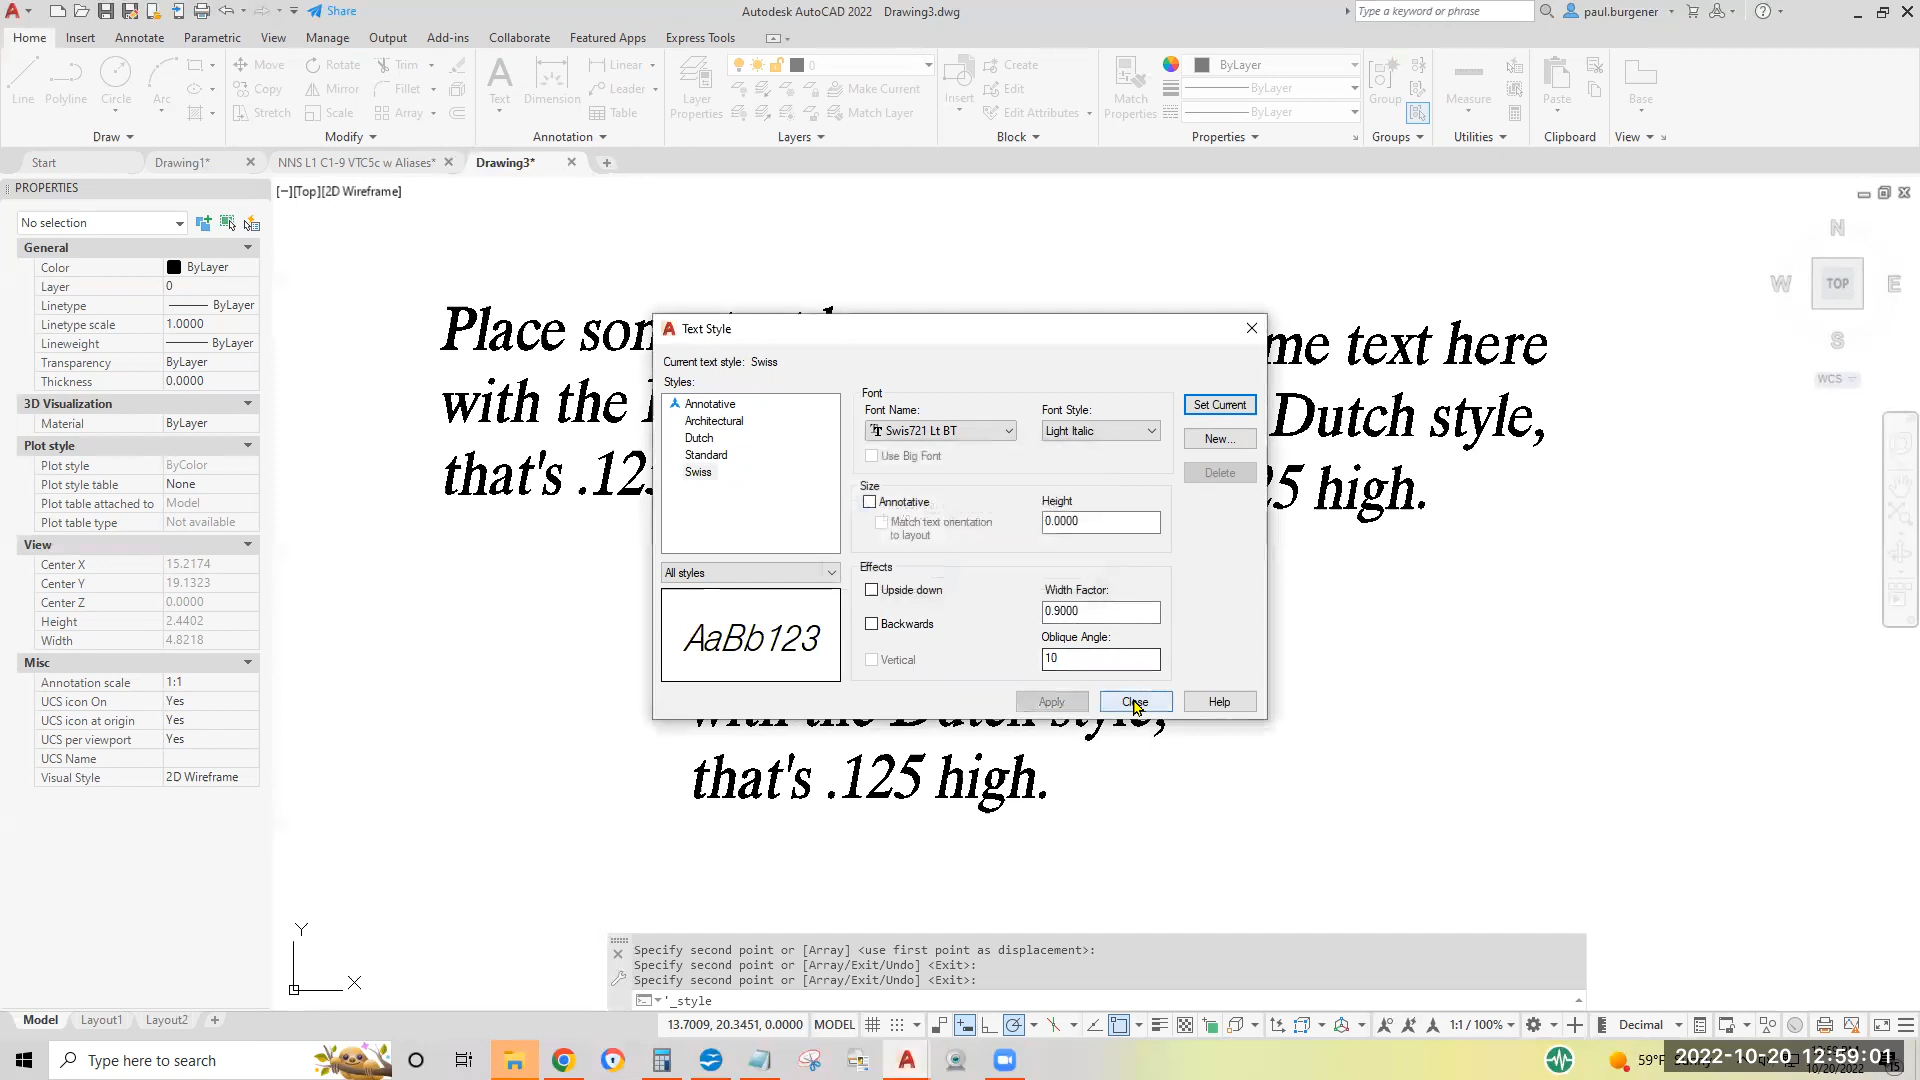 Share
Autodesk AutoCAD 2022 Drawing3.dwg
Type a keyword or phrase
paul.burgener
Home Insert Annotate Parametric View Manage Output Add-ins Collaborate Featured Apps Express Tools
Line Polyline Circle Arc
Move Rotate Trim
Copy Mirror Fillet
Stretch Scale Array
Text Dimension
Linear
Leader
Table
Layer Properties
0
Make Current
Match Layer
Insert
Create
Edit
Edit Attributes
Match Properties
ByLayer
ByLayer
ByLayer
Group Measure Paste Base
Draw Modify Annotation Layers Block Properties Groups Utilities Clipboard View
Start Drawing1* NNS L1 C1-9 VTC5c w Aliases* Drawing3*
PROPERTIES
No selection
General
Color ByLayer
Layer 0
Linetype ByLayer
Linetype scale 1.0000
Lineweight ByLayer
Transparency ByLayer
Thickness 0.0000
3D Visualization
Material ByLayer
Plot style
Plot style ByColor
Plot style table None
Plot table attached to Model
Plot table type Not available
View
Center X 15.2174
Center Y 19.1323
Center Z 0.0000
Height 2.4402
Width 4.8218
Misc
Annotation scale 1:1
UCS icon On Yes
UCS icon at origin Yes
UCS per viewport Yes
UCS Name
Visual Style 2D Wireframe
[−][Top][2D Wireframe]
N
W TOP E
S
WCS
Place som
with the
that's .12
me text here
Dutch style,
25 high.
with the Dutch style,
that's .125 high.
Text Style
Current text style: Swiss
Styles:
Annotative
Architectural
Dutch
Standard
Swiss
All styles
AaBb123
Font
Font Name:
Swis721 Lt BT
Font Style:
Light Italic
Use Big Font
Size
Annotative
Match text orientation
to layout
Height
0.0000
Effects
Upside down
Backwards
Vertical
Width Factor:
0.9000
Oblique Angle:
10
Set Current
New...
Delete
Apply Close Help
Y
X
Specify second point or [Array] <use first point as displacement>:
Specify second point or [Array/Exit/Undo] <Exit>:
Specify second point or [Array/Exit/Undo] <Exit>:
'_style
Model Layout1 Layout2
13.7009, 20.3451, 0.0000 MODEL
1:1 / 100%
Decimal
Type here to search
59°F Sunny
2022-10-20 12:59:01
10/20/2022